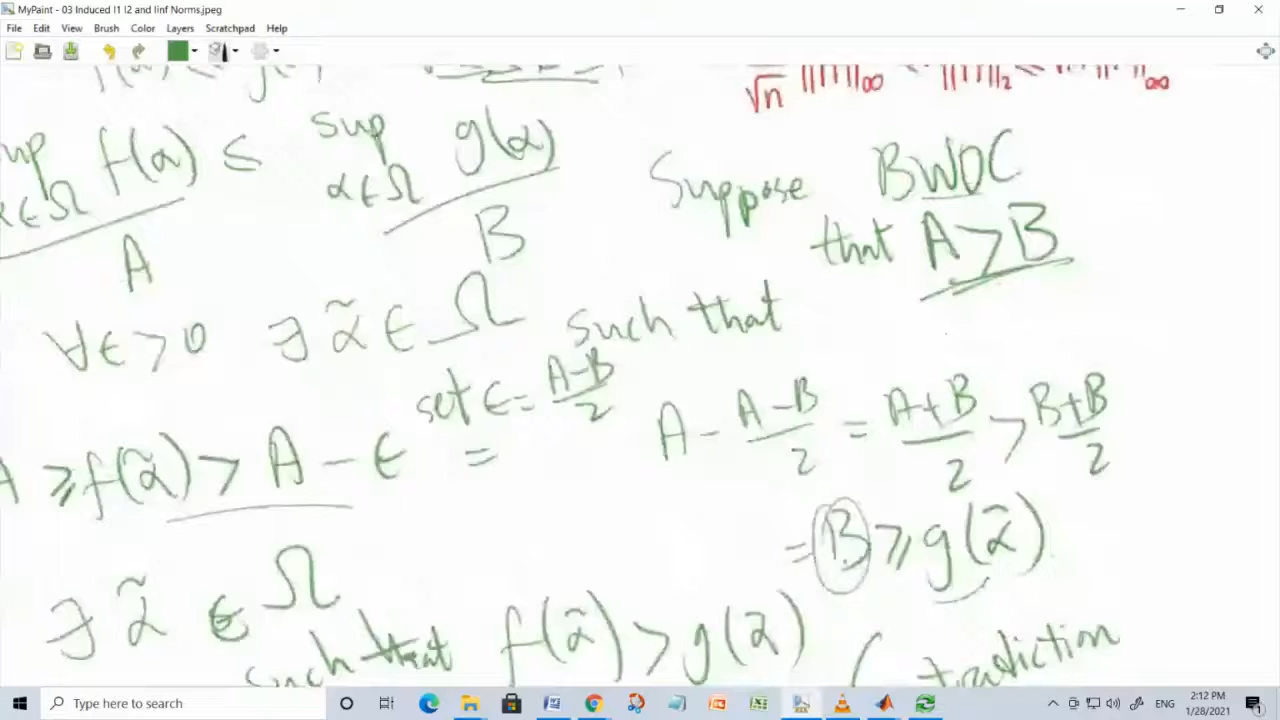 MyPaint - 03 Induced l1 l2 and linf Norms.jpeg
File Edit View Brush Color Layers Scratchpad Help
√n ||M||∞ ||M||₂
sup α∈Ω f(α) ≤ sup α∈Ω g(α)
A B
Suppose BWOC
that A > B
∀ϵ > 0 ∃ α̃ ∈ Ω such that
set ϵ = (A-B)/2
A ≥ f(α̃) > A - ϵ = A - (A-B)/2 = (A+B)/2 > (B+B)/2
= B ≥ g(α̃)
∃ α̃ ∈ Ω
such that f(α̃) > g(α̃)
Type here to search
ENG
2:12 PM
1/28/2021